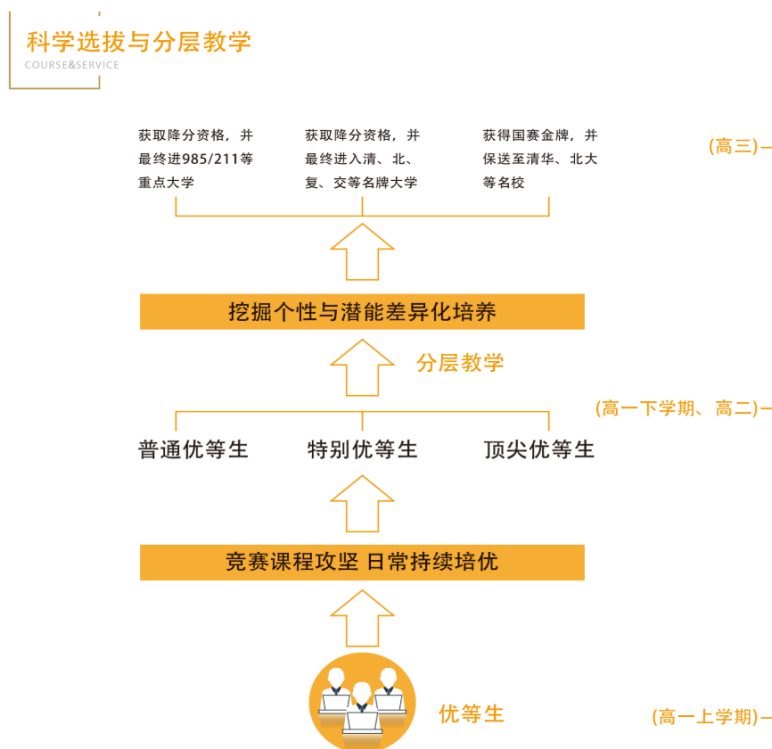 科学选拔与分层教学
COURSE&SERVICE
获取降分资格，并
最终进985/211等
重点大学
获取降分资格，并
最终进入清、北、
复、交等名牌大学
获得国赛金牌，并
保送至清华、北大
等名校
(高三)
挖掘个性与潜能差异化培养
分层教学
(高一下学期、高二)
普通优等生
特别优等生
顶尖优等生
竞赛课程攻坚 日常持续培优
优等生
(高一上学期)